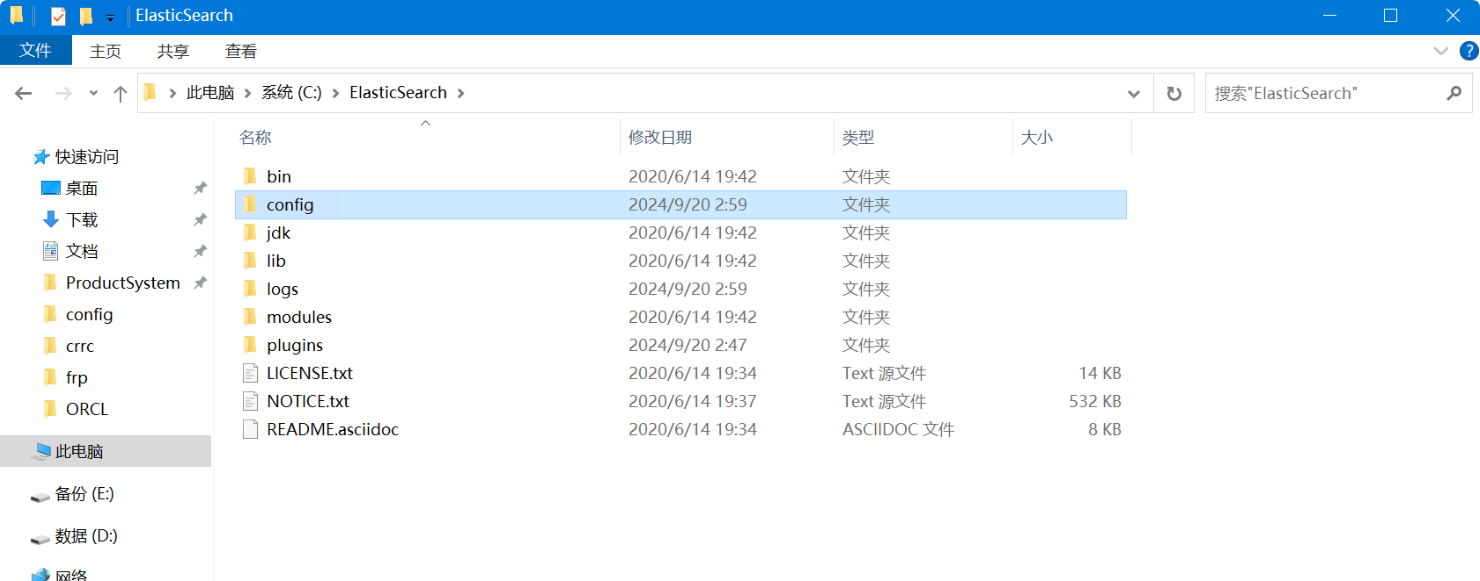 ElasticSearch
文件 主页 共享 查看
此电脑 系统 (C:) ElasticSearch 搜索"ElasticSearch"
快速访问
桌面
下载
文档
ProductSystem
config
crrc
frp
ORCL
此电脑
备份 (E:)
数据 (D:)
网络
名称 修改日期 类型 大小
bin 2020/6/14 19:42 文件夹
config 2024/9/20 2:59 文件夹
jdk 2020/6/14 19:42 文件夹
lib 2020/6/14 19:42 文件夹
logs 2024/9/20 2:59 文件夹
modules 2020/6/14 19:42 文件夹
plugins 2024/9/20 2:47 文件夹
LICENSE.txt 2020/6/14 19:34 Text 源文件 14 KB
NOTICE.txt 2020/6/14 19:37 Text 源文件 532 KB
README.asciidoc 2020/6/14 19:34 ASCIIDOC 文件 8 KB